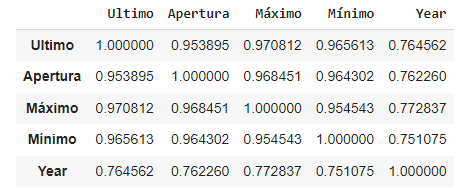 Ultimo Apertura Máximo Mínimo Year
Ultimo 1.000000 0.953895 0.970812 0.965613 0.764562
Apertura 0.953895 1.000000 0.968451 0.964302 0.762260
Máximo 0.970812 0.968451 1.000000 0.954543 0.772837
Mínimo 0.965613 0.964302 0.954543 1.000000 0.751075
Year 0.764562 0.762260 0.772837 0.751075 1.000000